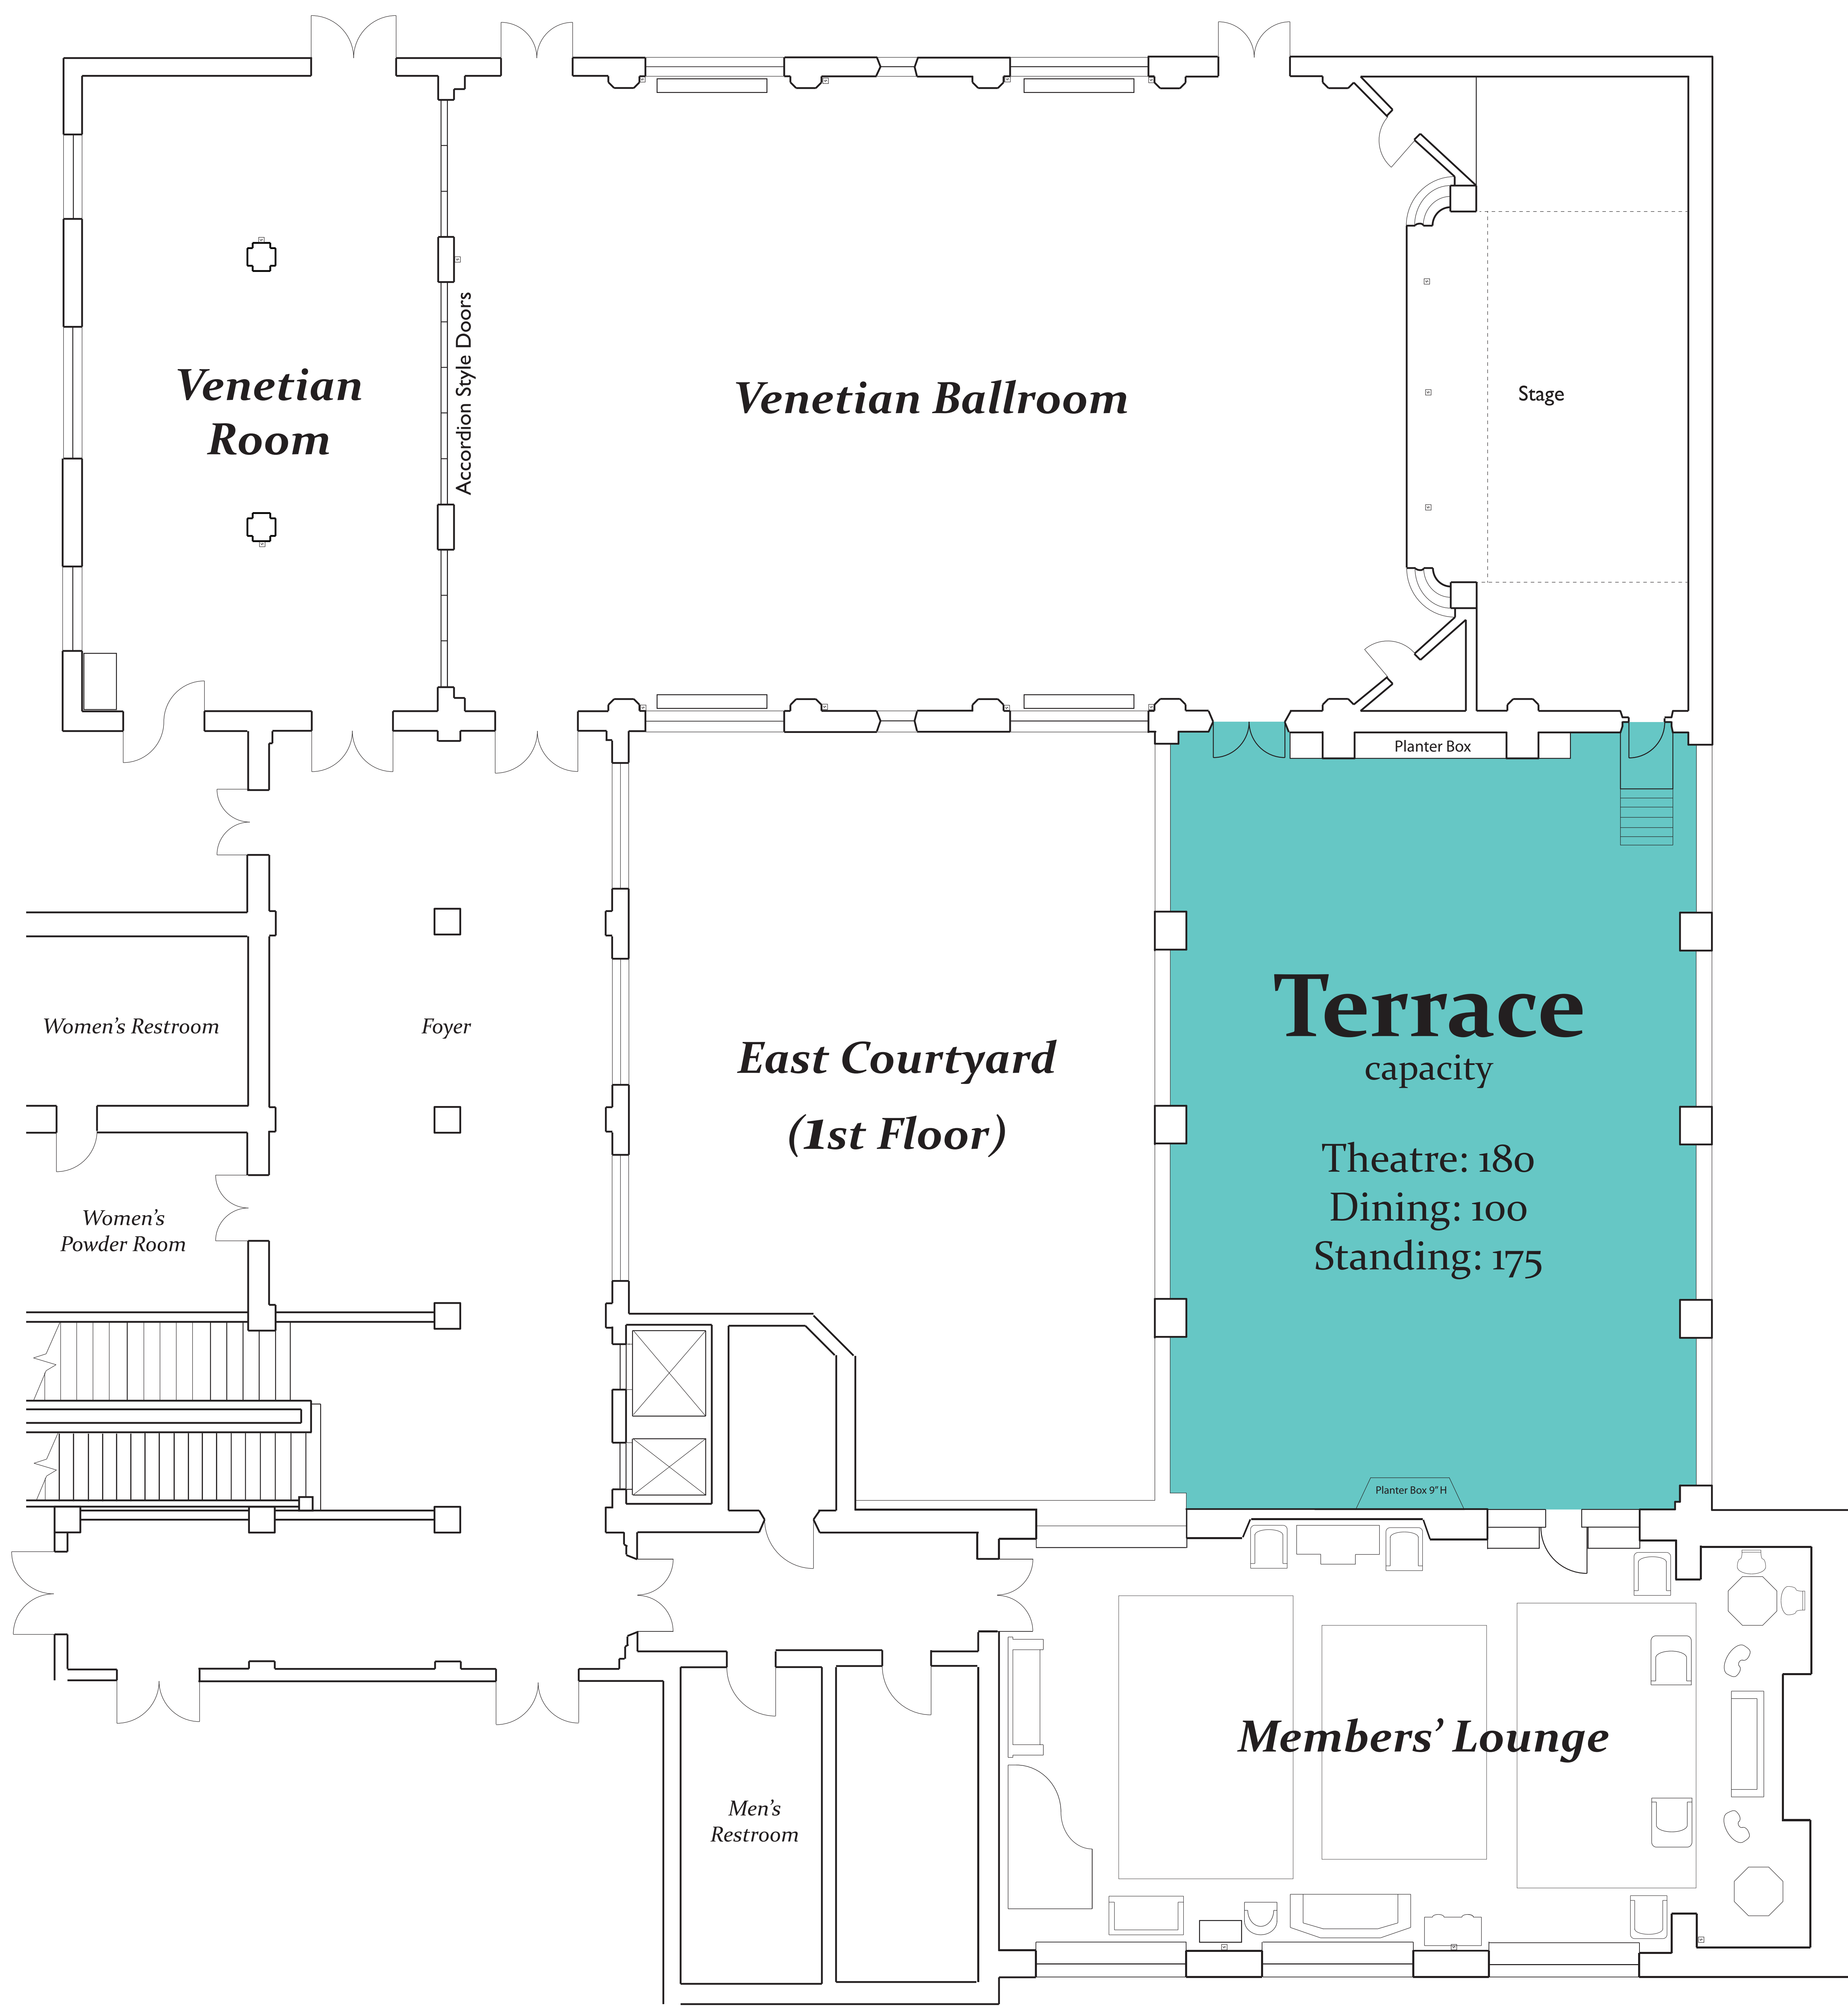 Venetian
Room
Accordion Style Doors
Venetian Ballroom
Stage
Planter Box
Women's Restroom
Foyer
East Courtyard
(1st Floor)
Terrace
capacity
Theatre: 180
Dining: 100
Standing: 175
Women's
Powder Room
Planter Box 9" H
Members' Lounge
Men's
Restroom